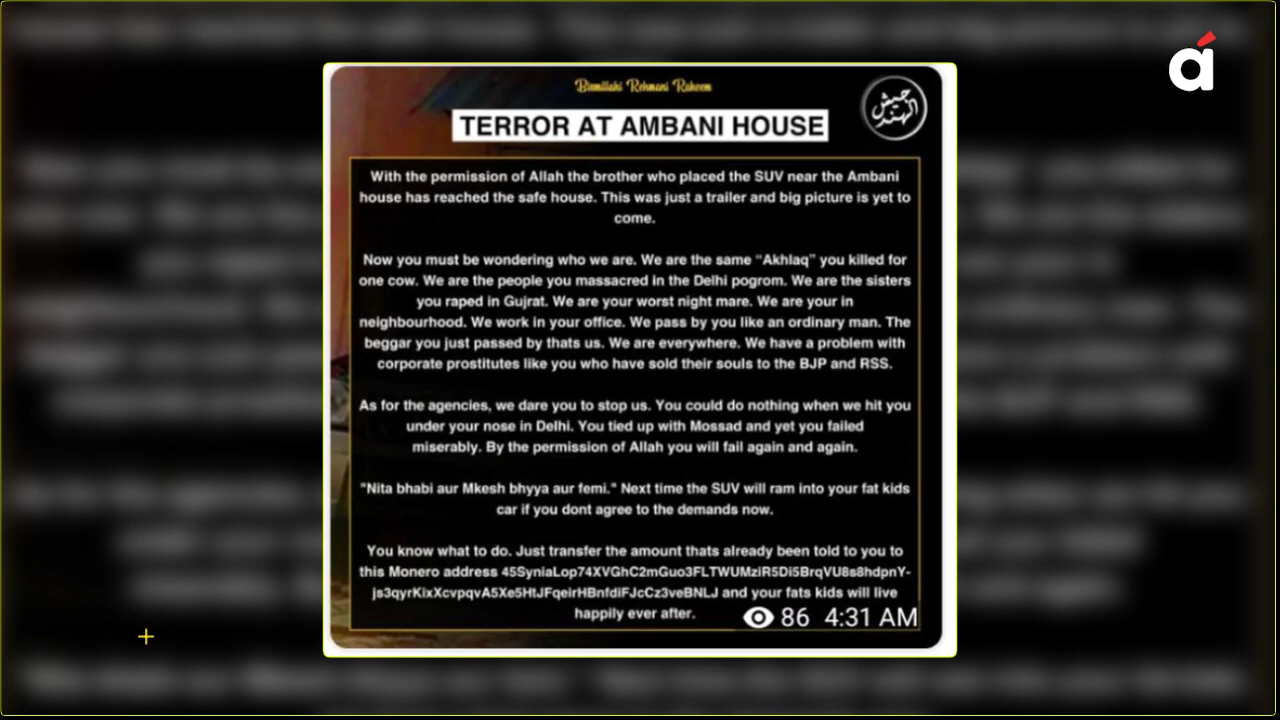 á
Bismillahi Rehmani Raheem
جيش
الهند
TERROR AT AMBANI HOUSE
With the permission of Allah the brother who placed the SUV near the Ambani
house has reached the safe house. This was just a trailer and big picture is yet to
come.
Now you must be wondering who we are. We are the same “Akhlaq” you killed for
one cow. We are the people you massacred in the Delhi pogrom. We are the sisters
you raped in Gujrat. We are your worst night mare. We are your in
neighbourhood. We work in your office. We pass by you like an ordinary man. The
beggar you just passed by thats us. We are everywhere. We have a problem with
corporate prostitutes like you who have sold their souls to the BJP and RSS.
As for the agencies, we dare you to stop us. You could do nothing when we hit you
under your nose in Delhi. You tied up with Mossad and yet you failed
miserably. By the permission of Allah you will fail again and again.
"Nita bhabi aur Mkesh bhyya aur femi." Next time the SUV will ram into your fat kids
car if you dont agree to the demands now.
You know what to do. Just transfer the amount thats already been told to you to
this Monero address 45SyniaLop74XVGhC2mGuo3FLTWUMziR5Di5BrqVU8s8hdpnY-
js3qyrKixXcvpqvA5Xe5HtJFqeirHBnfdiFJcCz3veBNLJ and your fats kids will live
happily ever after.
86 4:31 AM